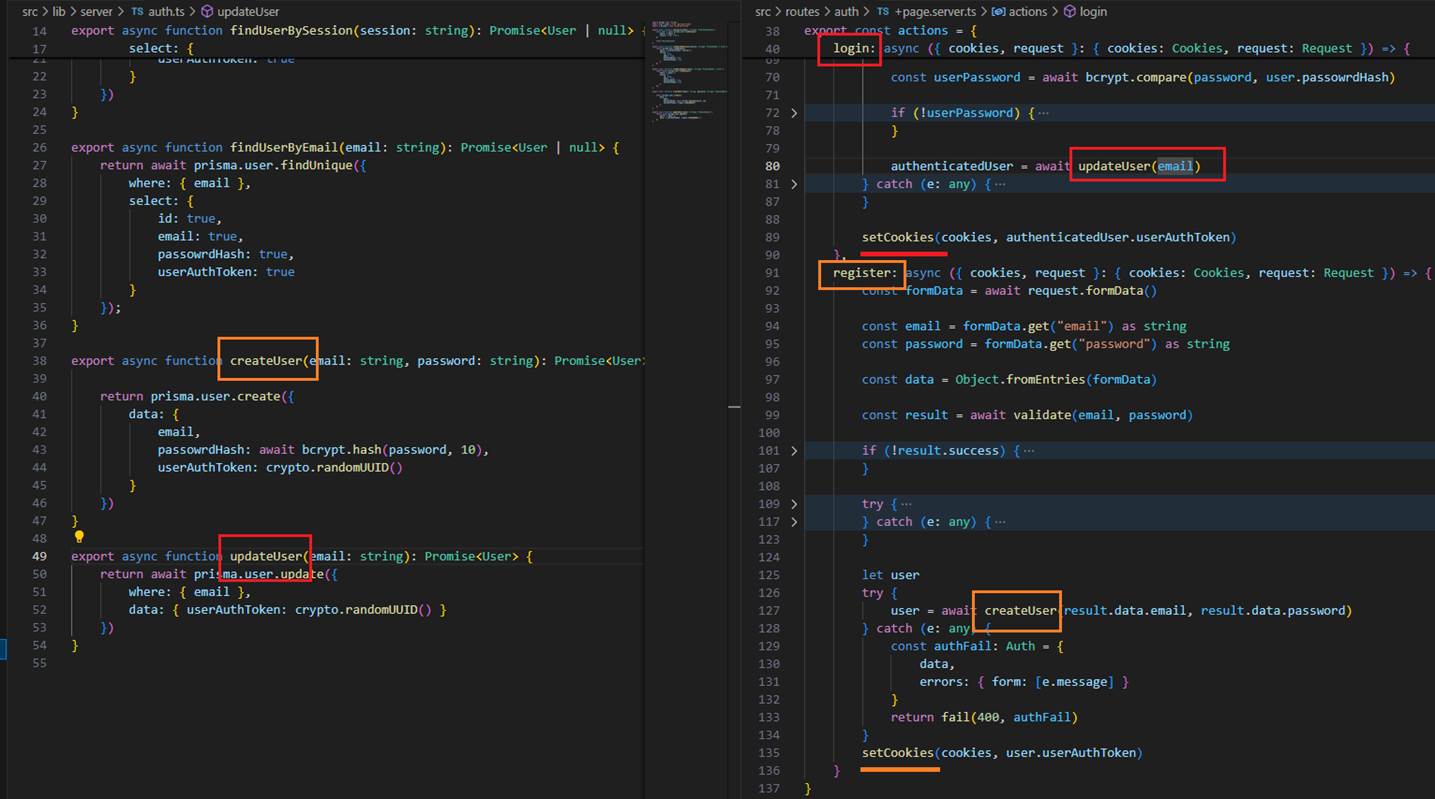 src > lib > server > TS auth.ts > updateUser
14 export async function findUserBySession(session: string): Promise<User | null> {
17 select: {
21 userAuthToken: true
22 }
23 })
24 }
25
26 export async function findUserByEmail(email: string): Promise<User | null> {
27 return await prisma.user.findUnique({
28 where: { email },
29 select: {
30 id: true,
31 email: true,
32 passowrdHash: true,
33 userAuthToken: true
34 }
35 });
36 }
37
38 export async function createUser(email: string, password: string): Promise<User>
39
40 return prisma.user.create({
41 data: {
42 email,
43 passowrdHash: await bcrypt.hash(password, 10),
44 userAuthToken: crypto.randomUUID()
45 }
46 })
47 }
48
49 export async function updateUser(email: string): Promise<User> {
50 return await prisma.user.update({
51 where: { email },
52 data: { userAuthToken: crypto.randomUUID() }
53 })
54 }
55
src > routes > auth > TS +page.server.ts > actions > login
38 export const actions = {
40 login: async ({ cookies, request }: { cookies: Cookies, request: Request }) => {
69
70 const userPassword = await bcrypt.compare(password, user.passowrdHash)
71
72 if (!userPassword) { ···
78 }
79
80 authenticatedUser = await updateUser(email)
81 } catch (e: any) { ···
87 }
88
89 setCookies(cookies, authenticatedUser.userAuthToken)
90 },
91 register: async ({ cookies, request }: { cookies: Cookies, request: Request }) => {
92 const formData = await request.formData()
93
94 const email = formData.get("email") as string
95 const password = formData.get("password") as string
96
97 const data = Object.fromEntries(formData)
98
99 const result = await validate(email, password)
100
101 if (!result.success) { ···
107 }
108
109 try { ···
117 } catch (e: any) { ···
123 }
124
125 let user
126 try {
127 user = await createUser(result.data.email, result.data.password)
128 } catch (e: any) {
129 const authFail: Auth = {
130 data,
131 errors: { form: [e.message] }
132 }
133 return fail(400, authFail)
134 }
135 setCookies(cookies, user.userAuthToken)
136 }
137 }